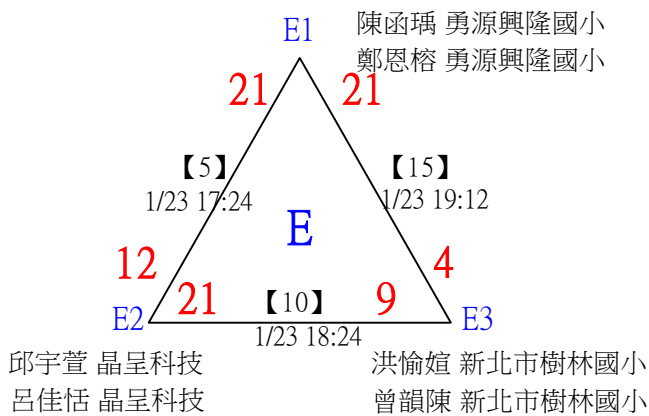 E1
陳函瑀 勇源興隆國小
鄭恩榕 勇源興隆國小
21
21
【5】
1/23 17:24
【15】
1/23 19:12
E
12
4
21
【10】
9
E2
1/23 18:24
E3
邱宇萱 晶呈科技
呂佳恬 晶呈科技
洪愉媗 新北市樹林國小
曾韻陳 新北市樹林國小